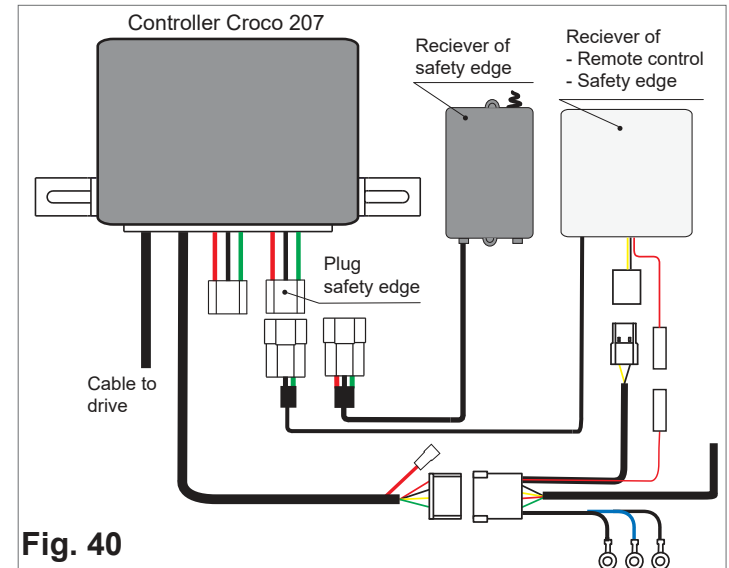 Controller Croco 207
Reciever of
safety edge
Reciever of
- Remote control
- Safety edge
Plug
safety edge
Cable to
drive
Fig. 40